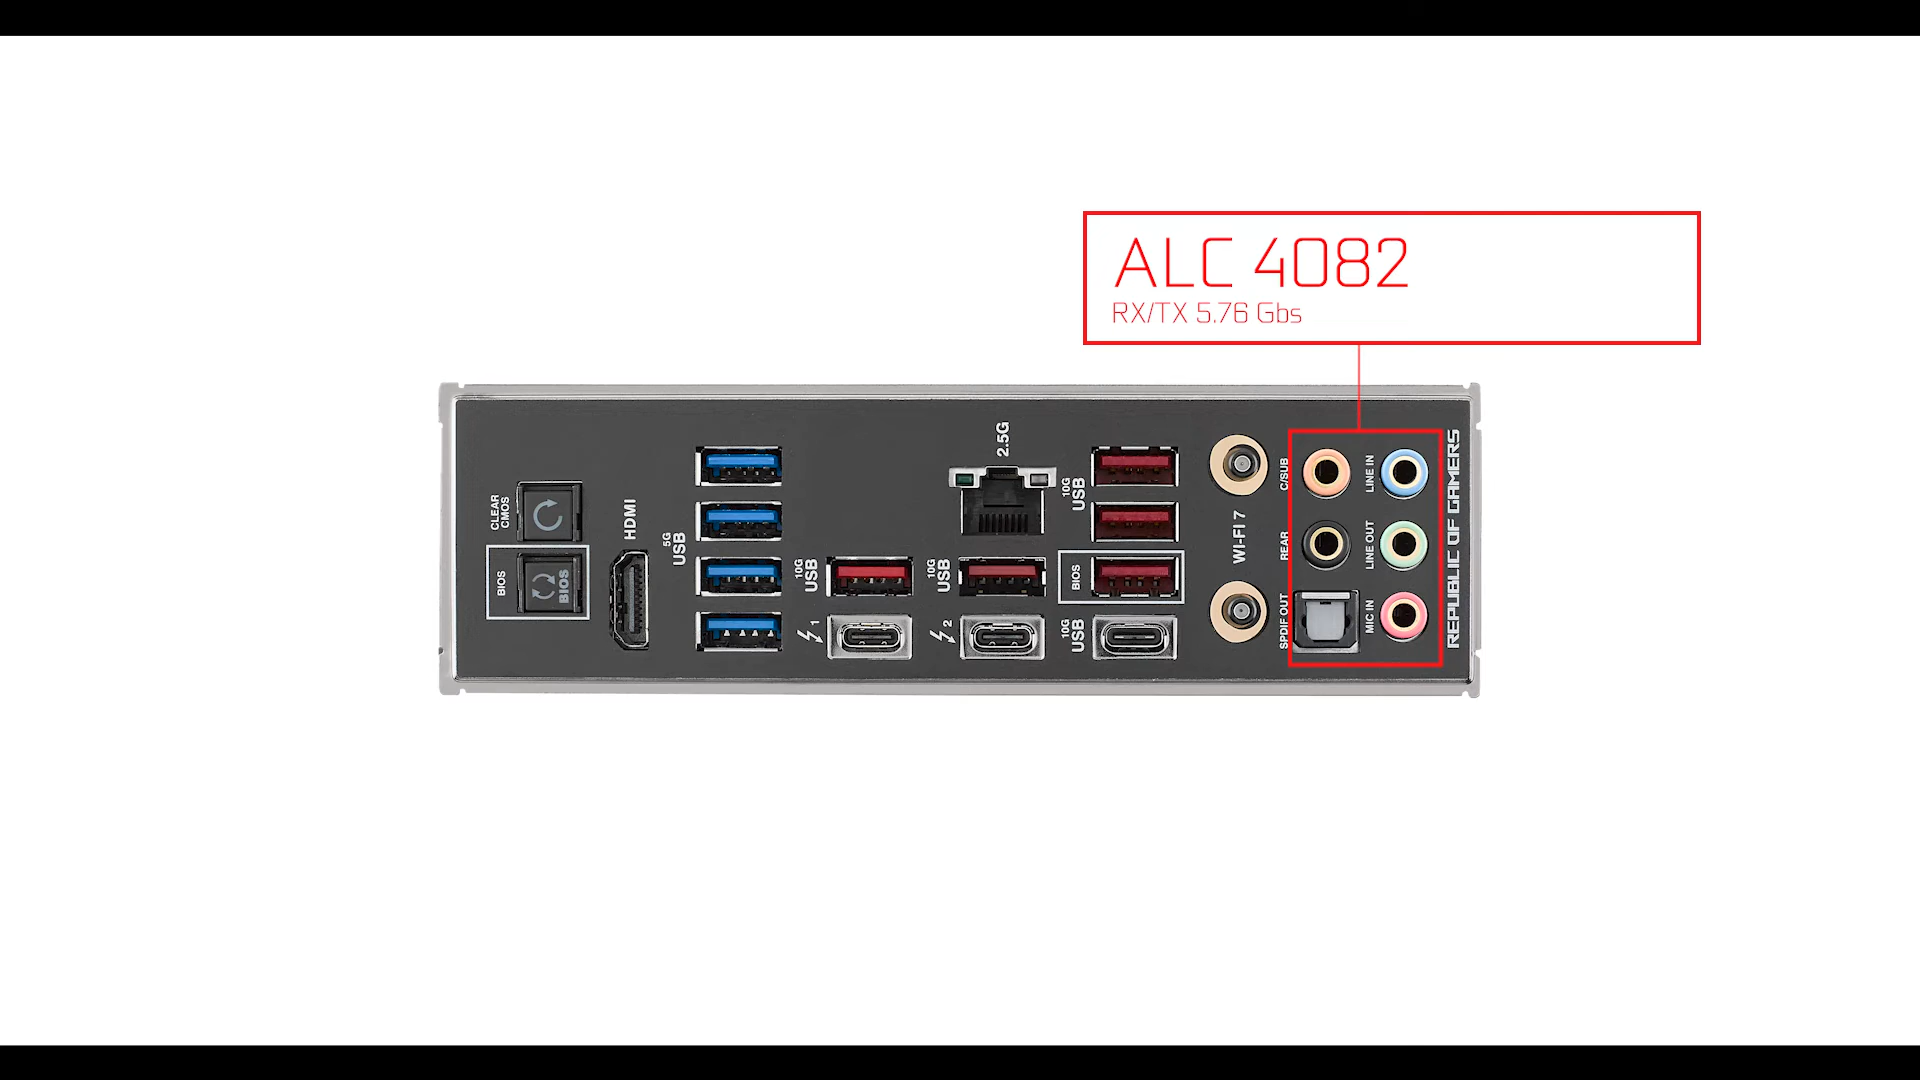 ALC 4082
RX/TX 5.76 Gbs
CLEAR
CMOS
BIOS
BIOS
HDMI
5G
USB
10G
USB
1
10G
USB
2
2.5G
10G
USB
BIOS
10G
USB
WI-FI 7
C/SUB
REAR
SPDIF OUT
LINE IN
LINE OUT
MIC IN
REPUBLIC OF GAMERS